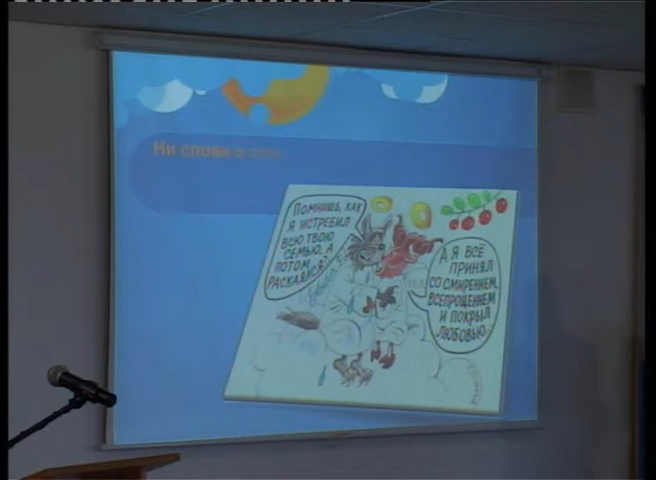 Ни слова
ПОМНИШЬ, КАК
Я ИСТРЕБИЛ
ВСЮ ТВОЮ
СЕМЬЮ, А
ПОТОМ
РАСКАЯЛСЯ?
А Я ВСЁ
ПРИНЯЛ
СО СМИРЕНИЕМ,
ВСЕПРОЩЕНИЕМ
И ПОКРЫЛ
ЛЮБОВЬЮ.